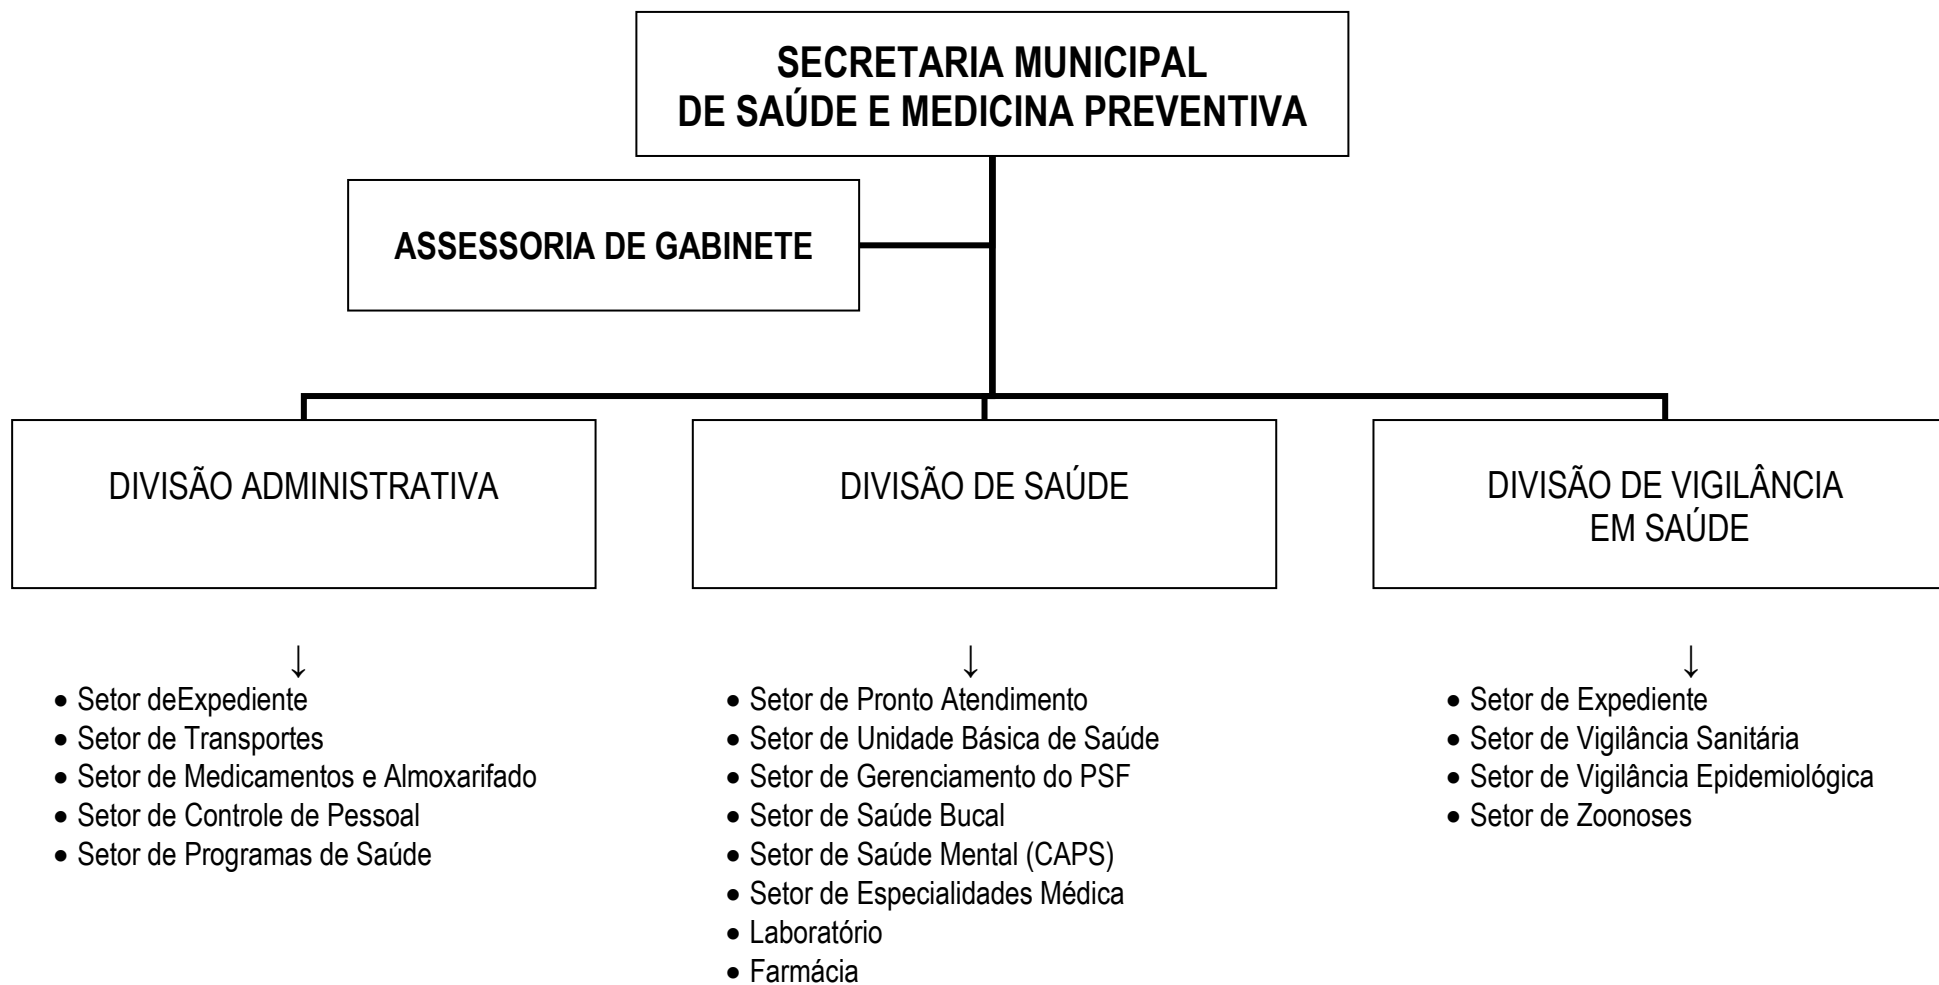 SECRETARIA MUNICIPAL
DE SAÚDE E MEDICINA PREVENTIVA
ASSESSORIA DE GABINETE
DIVISÃO ADMINISTRATIVA
DIVISÃO DE SAÚDE
DIVISÃO DE VIGILÂNCIA
EM SAÚDE
↓
• Setor deExpediente
• Setor de Transportes
• Setor de Medicamentos e Almoxarifado
• Setor de Controle de Pessoal
• Setor de Programas de Saúde
↓
• Setor de Pronto Atendimento
• Setor de Unidade Básica de Saúde
• Setor de Gerenciamento do PSF
• Setor de Saúde Bucal
• Setor de Saúde Mental (CAPS)
• Setor de Especialidades Médica
• Laboratório
• Farmácia
↓
• Setor de Expediente
• Setor de Vigilância Sanitária
• Setor de Vigilância Epidemiológica
• Setor de Zoonoses